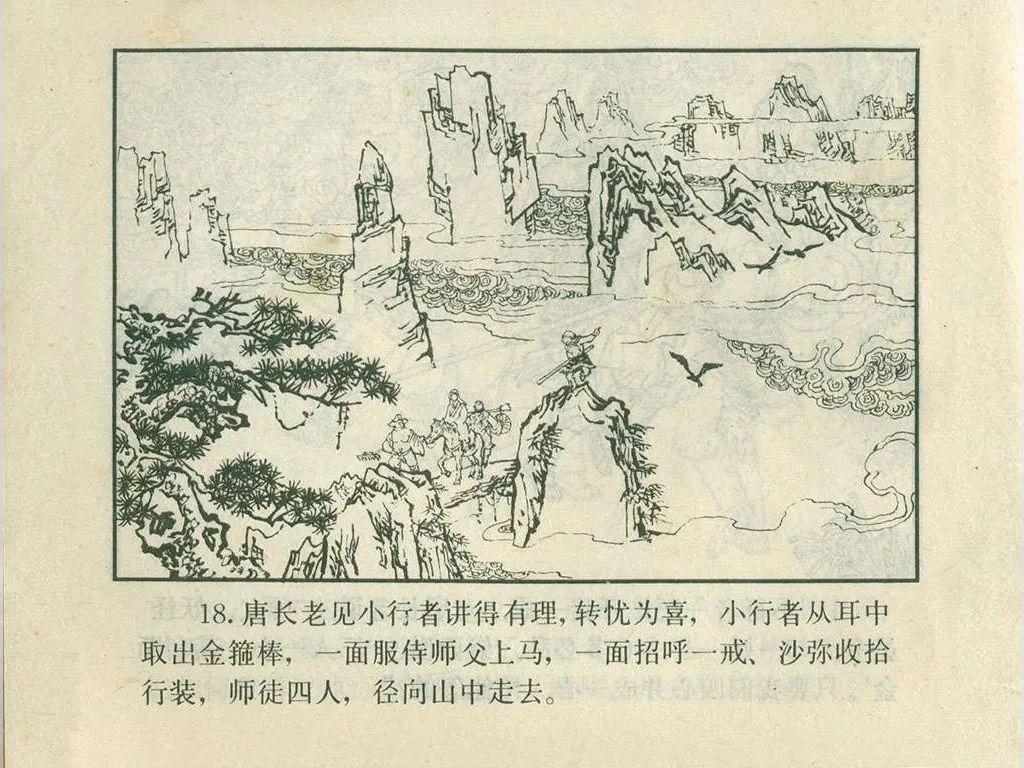 18. 唐长老见小行者讲得有理, 转忧为喜, 小行者从耳中
取出金箍棒, 一面服侍师父上马, 一面招呼一戒、沙弥收拾
行装, 师徒四人, 径向山中走去。